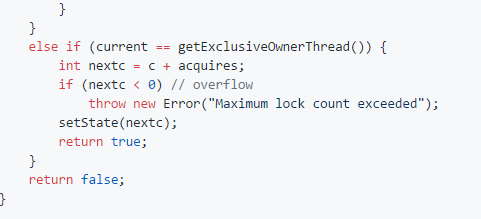 }
    }
    else if (current == getExclusiveOwnerThread()) {
        int nextc = c + acquires;
        if (nextc < 0) // overflow
            throw new Error("Maximum lock count exceeded");
        setState(nextc);
        return true;
    }
    return false;
}